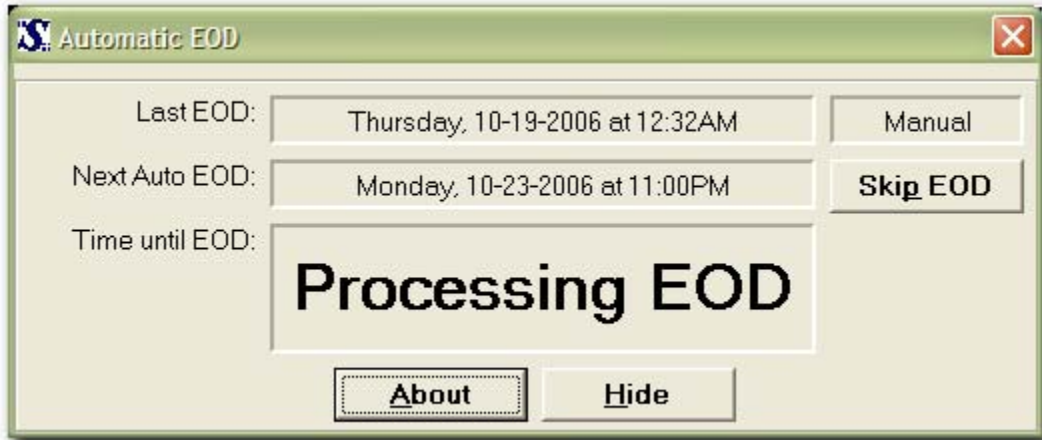 Automatic EOD
Last EOD: Thursday, 10-19-2006 at 12:32AM Manual
Next Auto EOD: Monday, 10-23-2006 at 11:00PM Skip EOD
Time until EOD: Processing EOD
About Hide